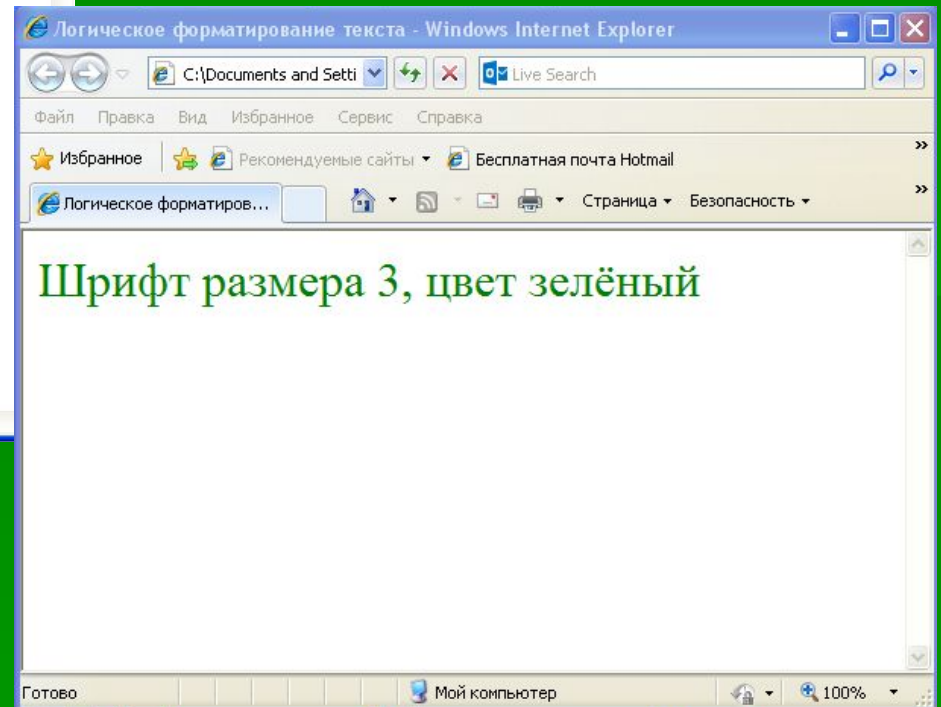 Логическое форматирование текста - Windows Internet Explorer
C:\Documents and Setti Live Search
Файл Правка Вид Избранное Сервис Справка
Избранное Рекомендуемые сайты Бесплатная почта Hotmail »
Логическое форматиров... Страница Безопасность »
Шрифт размера 3, цвет зелёный
Готово Мой компьютер 100%